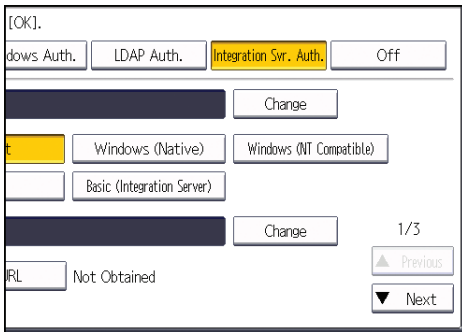 [OK].
dows Auth. LDAP Auth. Integration Svr. Auth. Off
Change
t Windows (Native) Windows (NT Compatible)
Basic (Integration Server)
Change 1/3
▲ Previous
URL Not Obtained
▼ Next